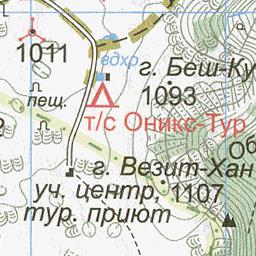 1011
вдхр.
г. Беш-Ку
пещ.
1093
т/с Оникс-Тур
Об
г. Везит-Хан
уч. центр,
1107
тур. приют